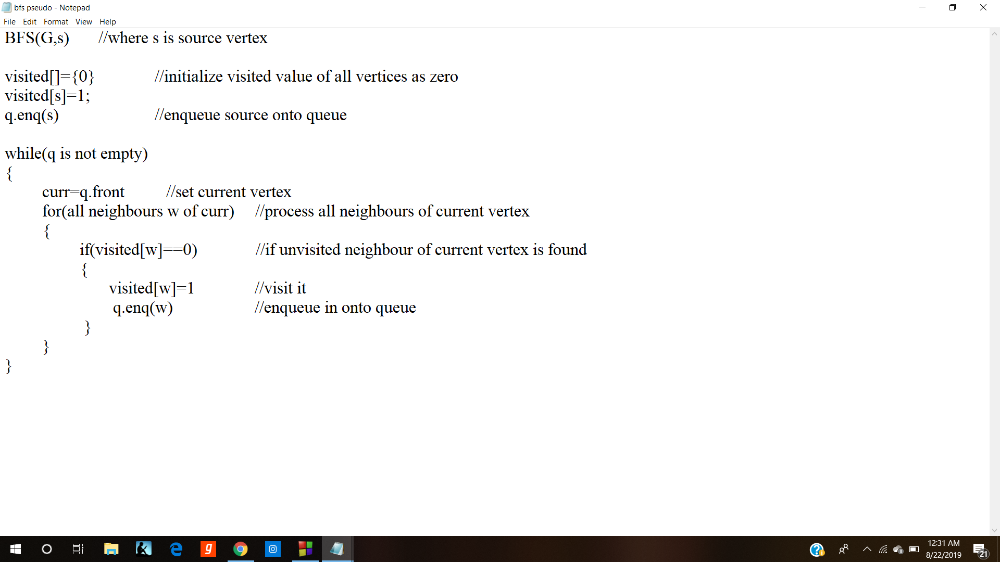 bfs pseudo - Notepad
File Edit Format View Help
BFS(G,s) //where s is source vertex
visited[]={0} //initialize visited value of all vertices as zero
visited[s]=1;
q.enq(s) //enqueue source onto queue
while(q is not empty)
{
curr=q.front //set current vertex
for(all neighbours w of curr) //process all neighbours of current vertex
{
if(visited[w]==0) //if unvisited neighbour of current vertex is found
{
visited[w]=1 //visit it
q.enq(w) //enqueue in onto queue
}
}
}
g
12:31 AM
8/22/2019
21